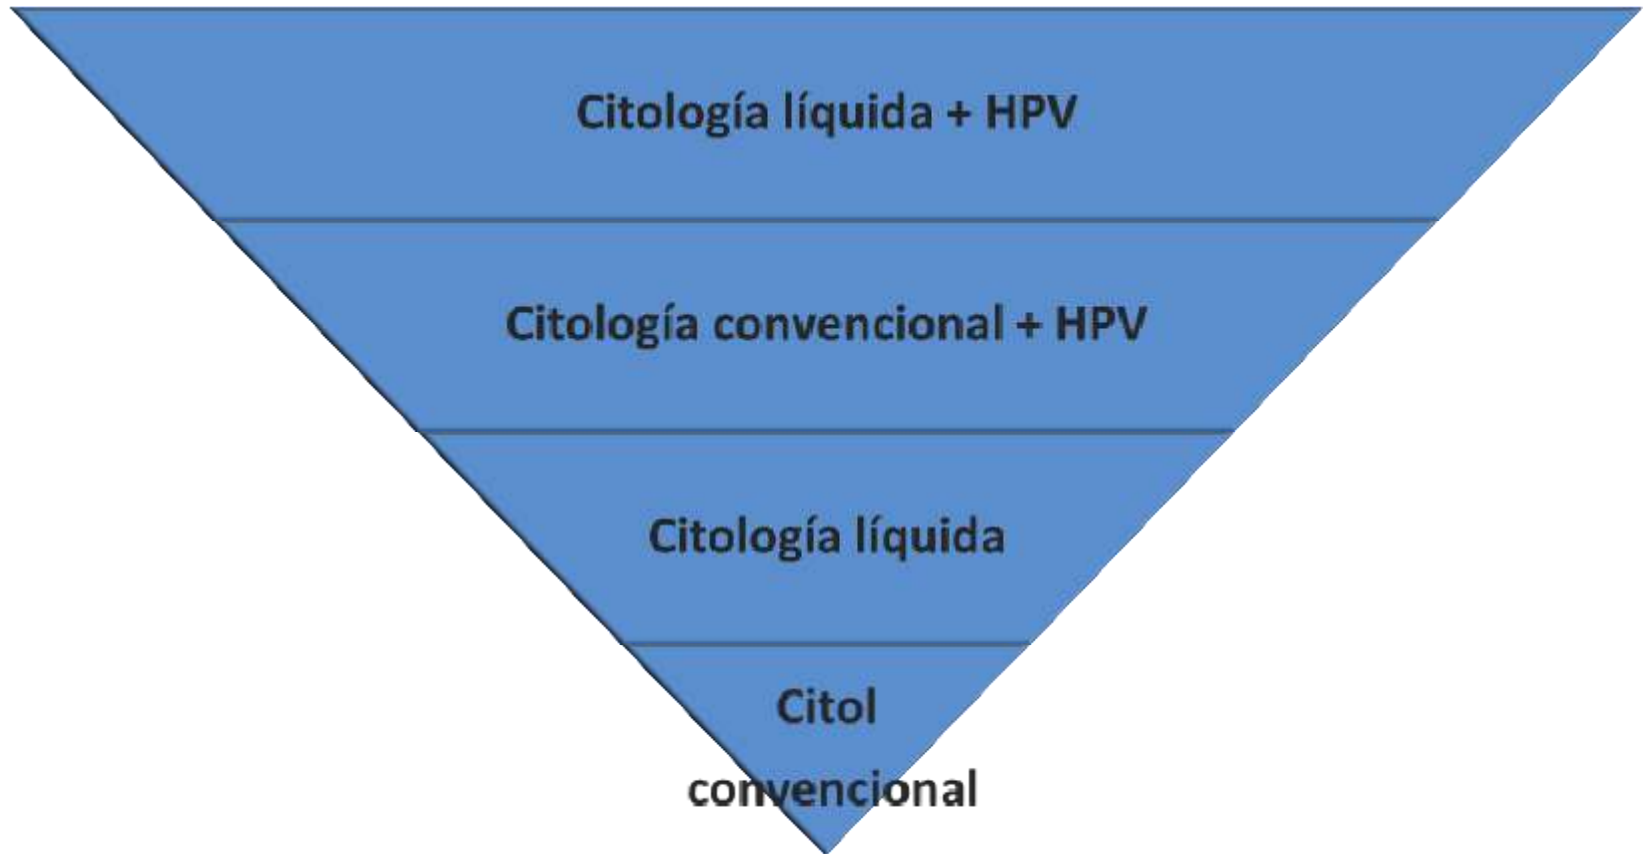 Citología líquida + HPV
Citología convencional + HPV
Citología líquida
Citol
convencional